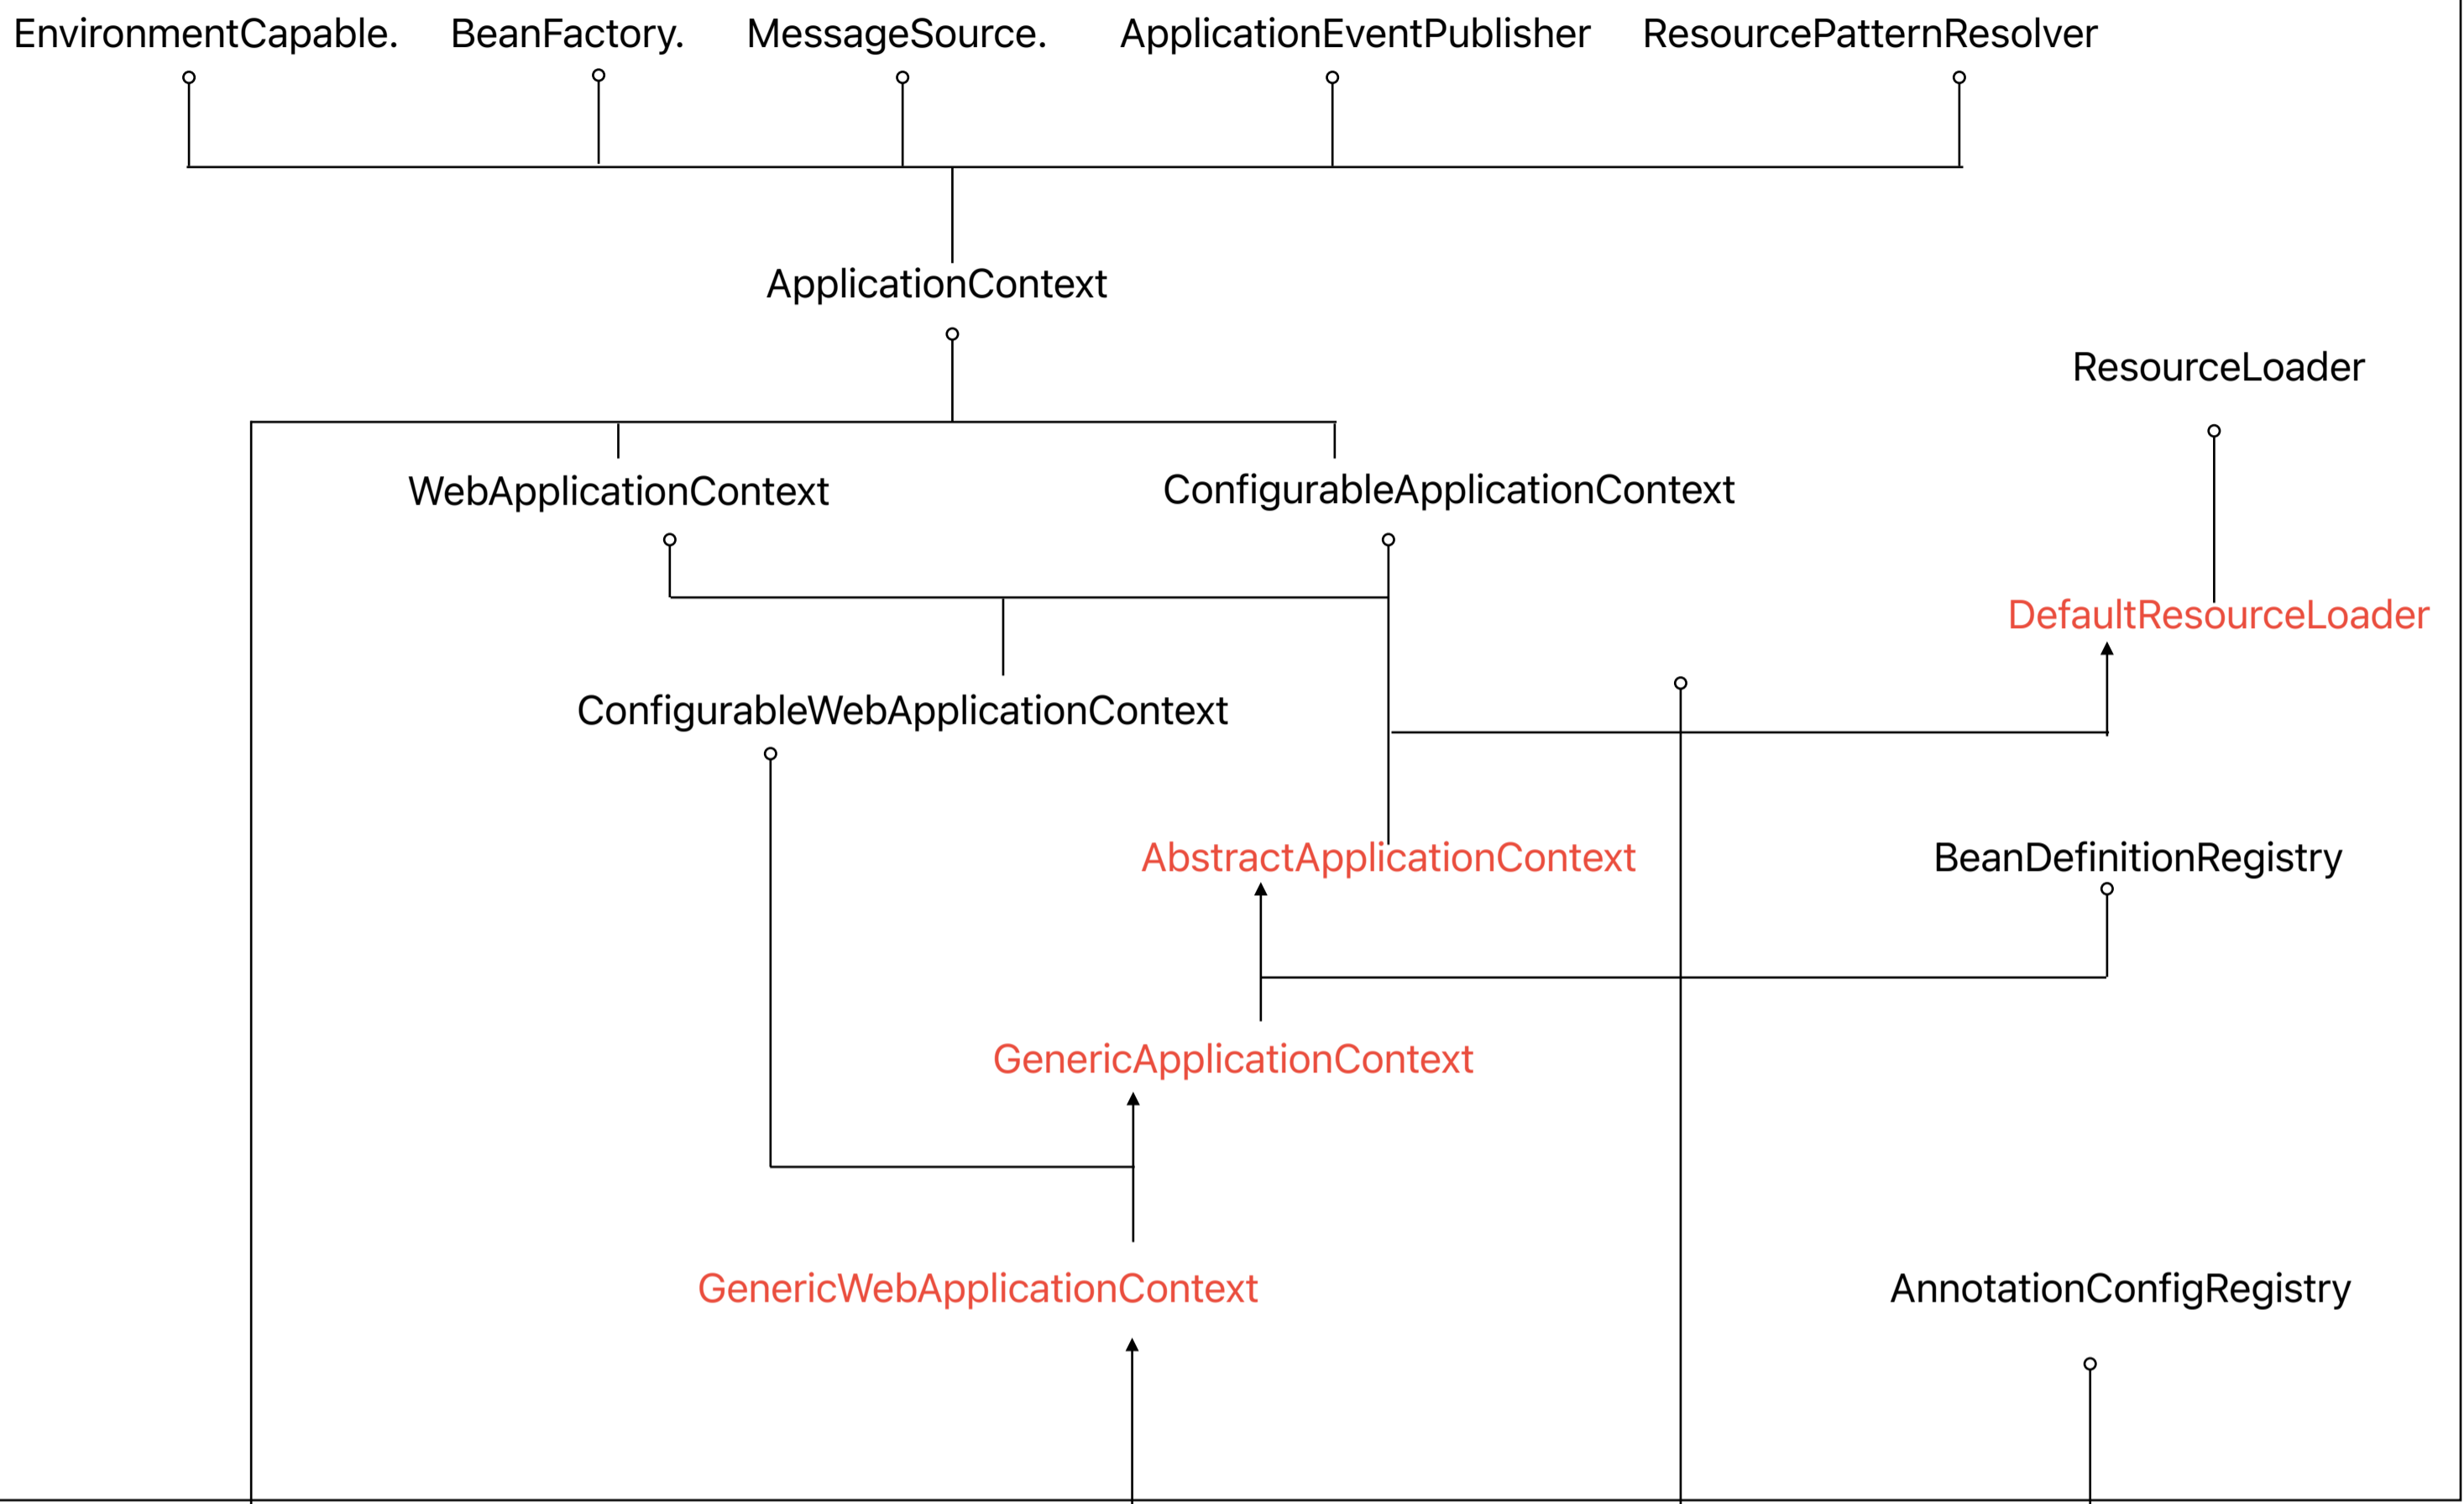 EnvironmentCapable.
BeanFactory.
MessageSource.
ApplicationEventPublisher
ResourcePatternResolver
ApplicationContext
ResourceLoader
WebApplicationContext
ConfigurableApplicationContext
DefaultResourceLoader
ConfigurableWebApplicationContext
AbstractApplicationContext
BeanDefinitionRegistry
GenericApplicationContext
GenericWebApplicationContext
AnnotationConfigRegistry